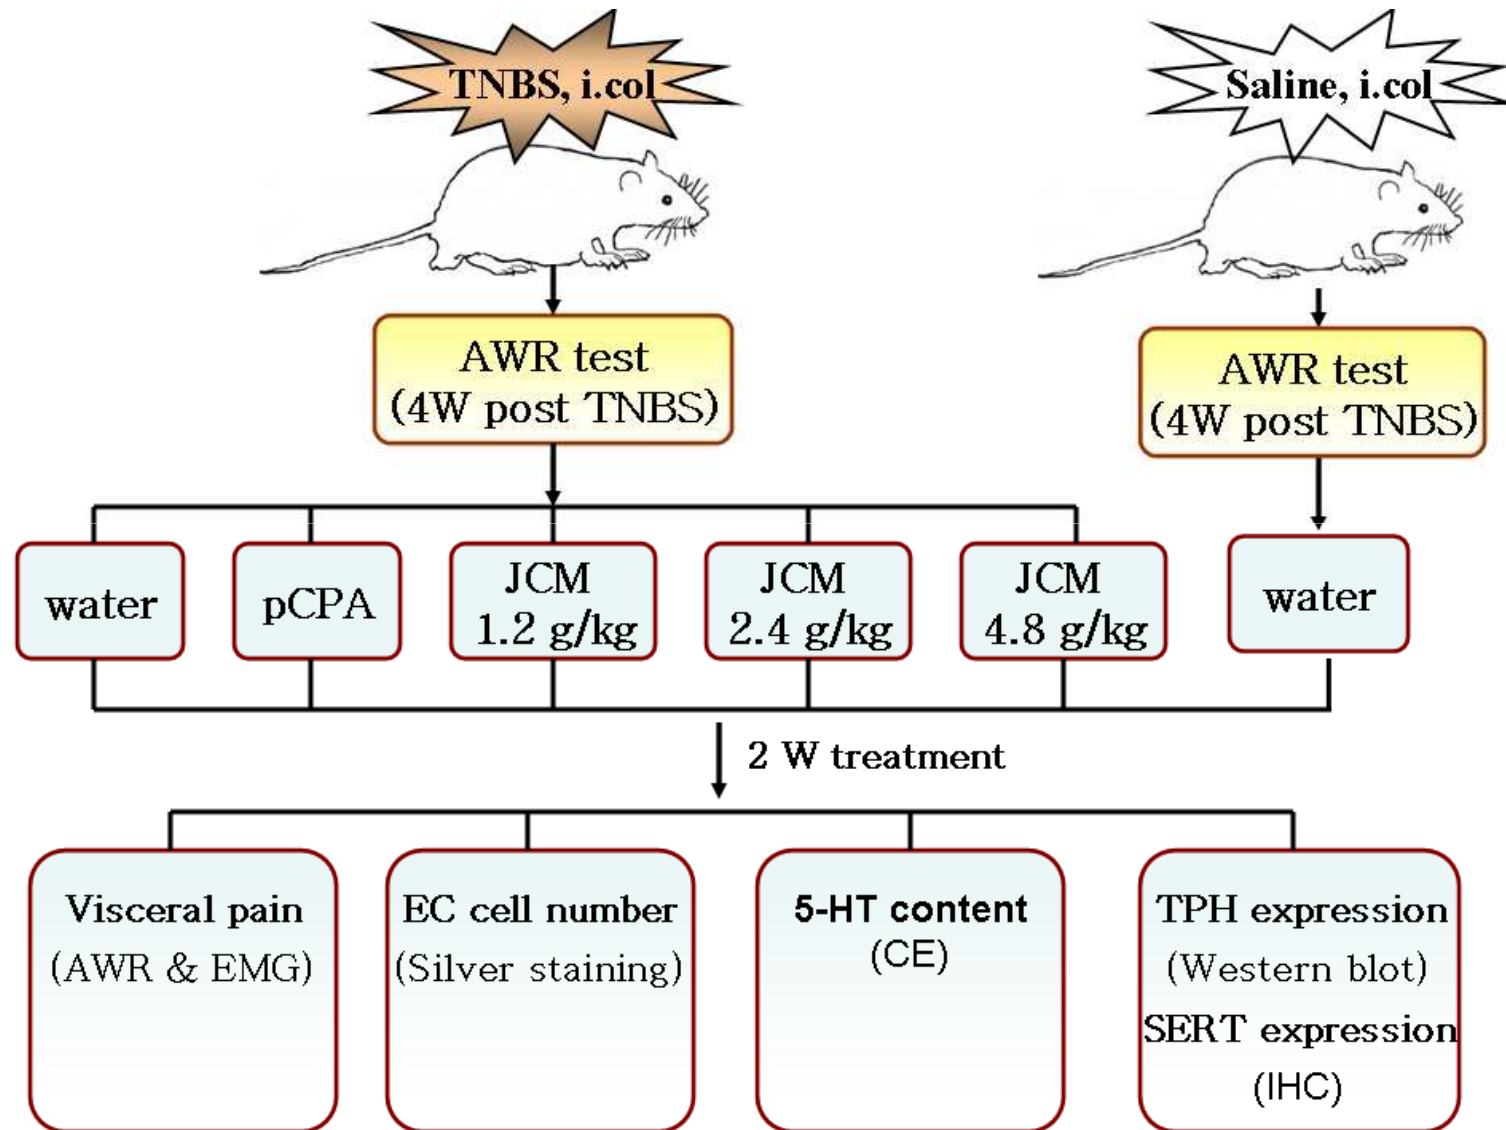 TNBS, i.col
Saline, i.col
AWR test
(4W post TNBS)
AWR test
(4W post TNBS)
water
pCPA
JCM
1.2 g/kg
JCM
2.4 g/kg
JCM
4.8 g/kg
water
2 W treatment
Visceral pain
(AWR & EMG)
EC cell number
(Silver staining)
5-HT content
(CE)
TPH expression
(Western blot)
SERT expression
(IHC)